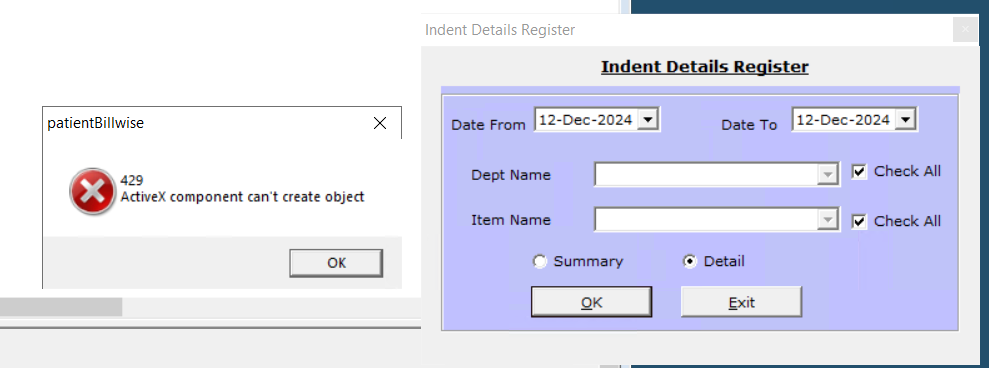 Indent Details Register
Indent Details Register
patientBillwise
429
ActiveX component can't create object
OK
Date From 12-Dec-2024 Date To 12-Dec-2024
Dept Name Check All
Item Name Check All
Summary Detail
OK Exit